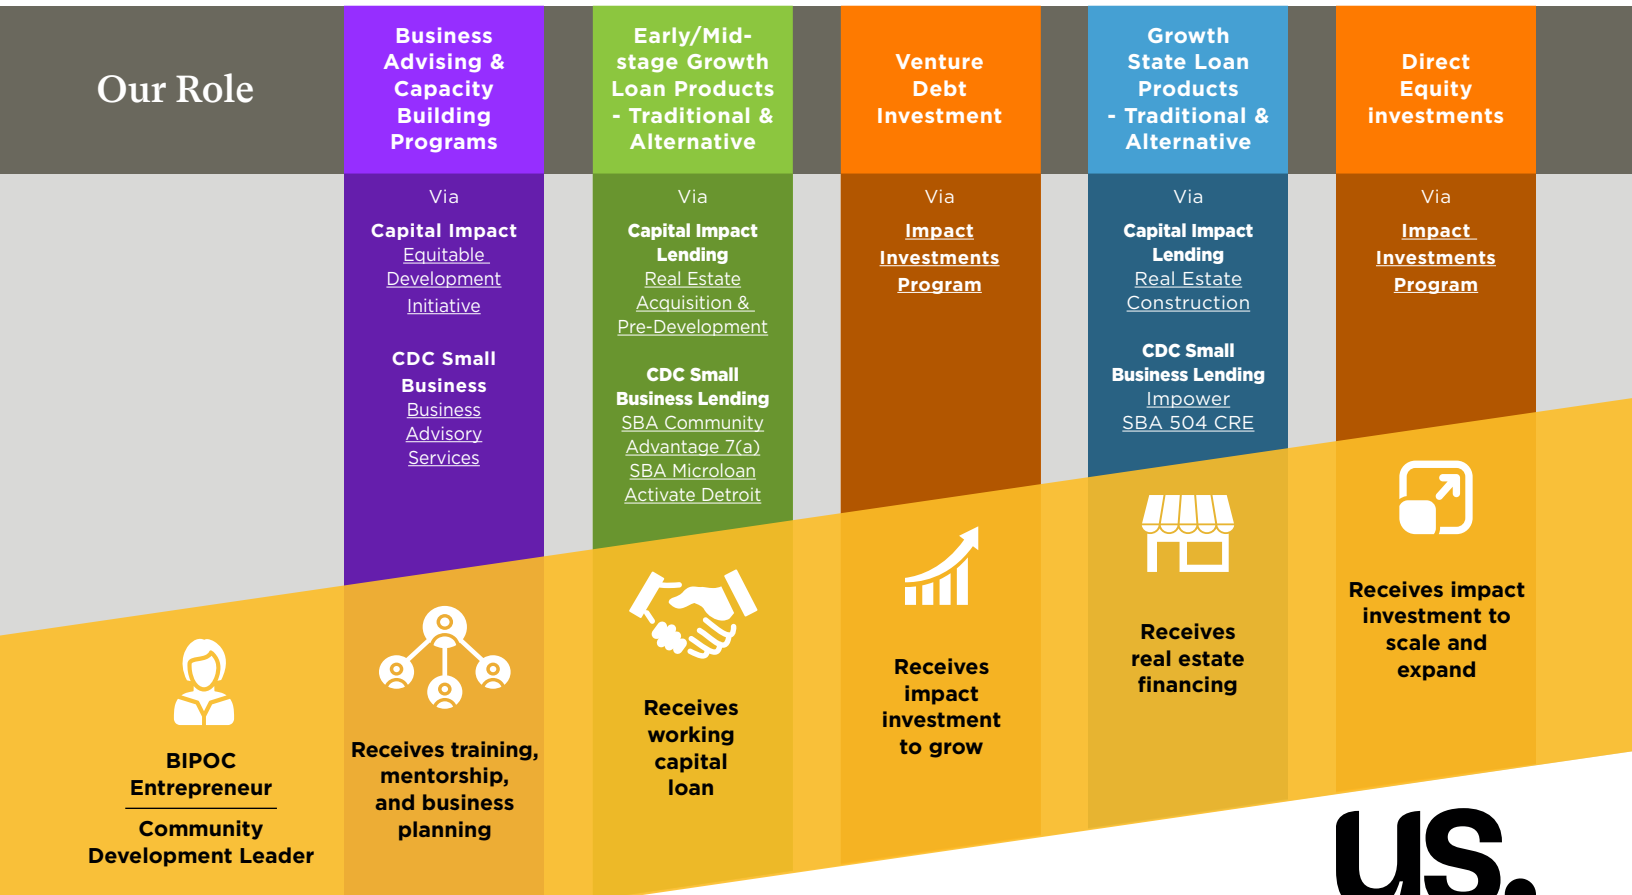 Our Role
Business
Advising &
Capacity
Building
Programs
Early/Mid-
stage Growth
Loan Products
- Traditional &
Alternative
Venture
Debt
Investment
Growth
State Loan
Products
- Traditional &
Alternative
Direct
Equity
investments
Via
Capital Impact
Equitable
Development
Initiative
CDC Small
Business
Business
Advisory
Services
Via
Capital Impact
Lending
Real Estate
Acquisition &
Pre-Development
CDC Small
Business Lending
SBA Community
Advantage 7(a)
SBA Microloan
Activate Detroit
Via
Impact
Investments
Program
Via
Capital Impact
Lending
Real Estate
Construction
CDC Small
Business Lending
Impower
SBA 504 CRE
Via
Impact
Investments
Program
BIPOC
Entrepreneur
Community
Development Leader
Receives training,
mentorship,
and business
planning
Receives
working
capital
loan
Receives
impact
investment
to grow
Receives
real estate
financing
Receives impact
investment to
scale and
expand
us.